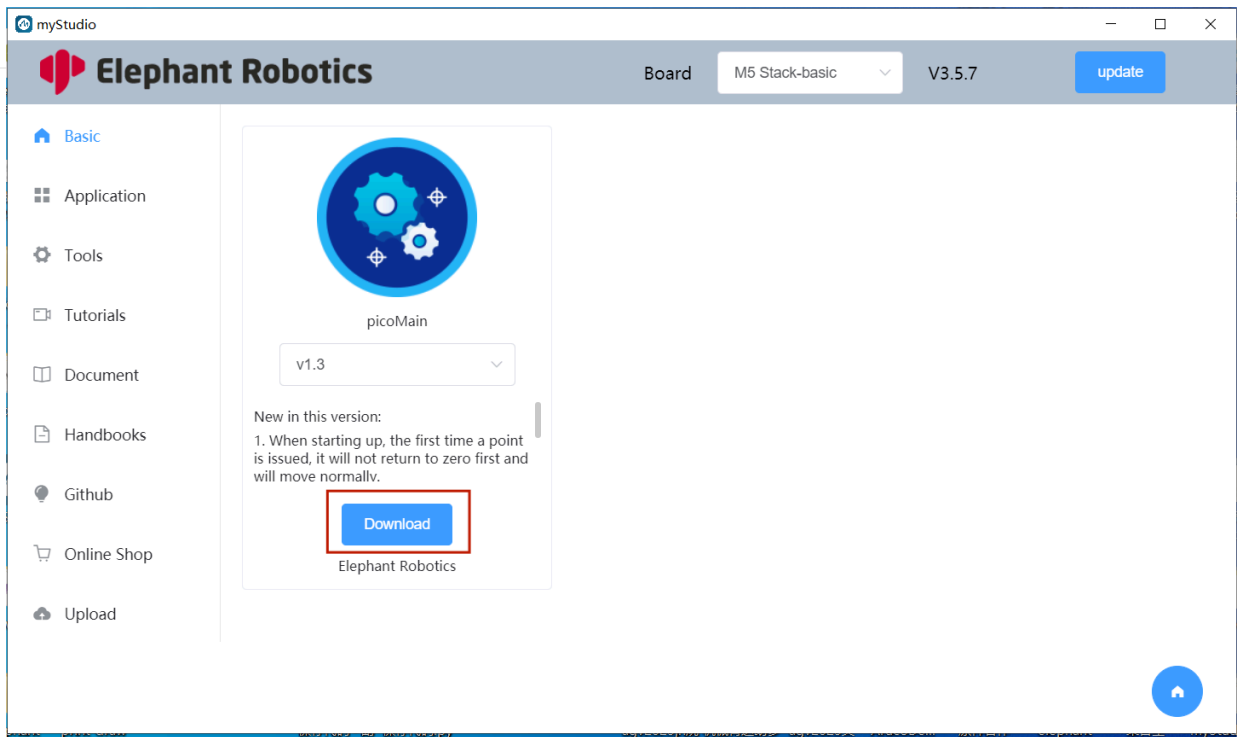 myStudio
Elephant Robotics
Board
M5 Stack-basic
V3.5.7
update
Basic
Application
Tools
Tutorials
Document
Handbooks
Github
Online Shop
Upload
picoMain
v1.3
New in this version:
1. When starting up, the first time a point
is issued, it will not return to zero first and
will move normally.
Download
Elephant Robotics